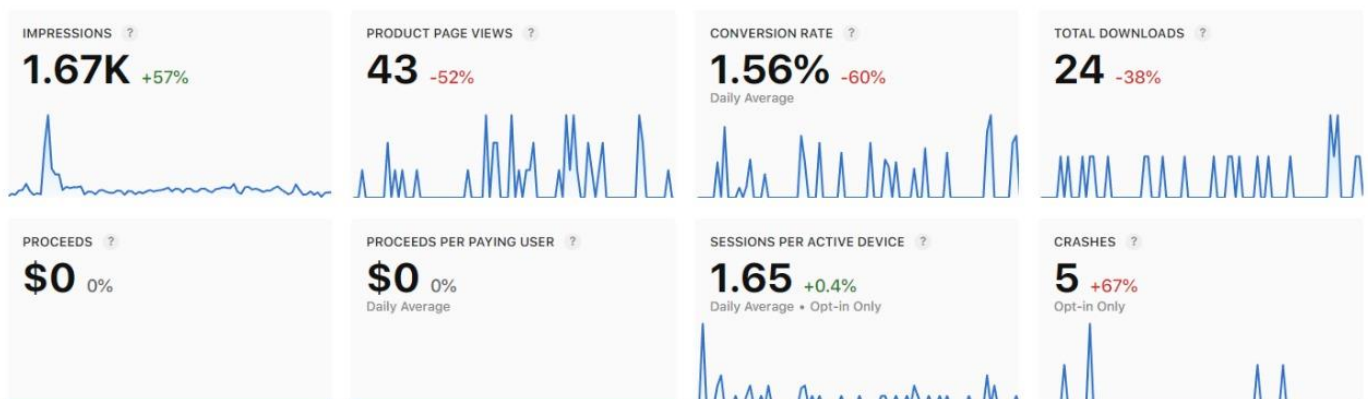 IMPRESSIONS ?
1.67K +57%
PRODUCT PAGE VIEWS ?
43 -52%
CONVERSION RATE ?
1.56% -60%
Daily Average
TOTAL DOWNLOADS ?
24 -38%
PROCEEDS ?
$0 0%
PROCEEDS PER PAYING USER ?
$0 0%
Daily Average
SESSIONS PER ACTIVE DEVICE ?
1.65 +0.4%
Daily Average • Opt-in Only
CRASHES ?
5 +67%
Opt-in Only